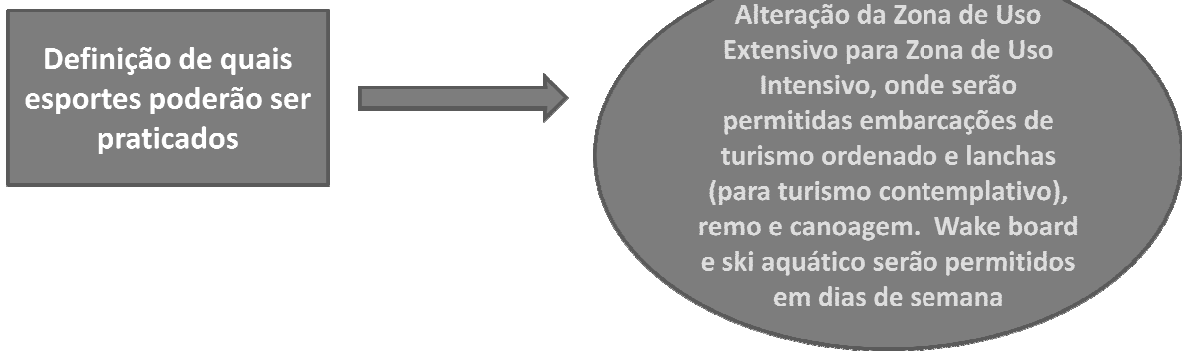 Definição de quais
esportes poderão ser
praticados
Alteração da Zona de Uso
Extensivo para Zona de Uso
Intensivo, onde serão
permitidas embarcações de
turismo ordenado e lanchas
(para turismo contemplativo),
remo e canoagem.  Wake board
e ski aquático serão permitidos
em dias de semana